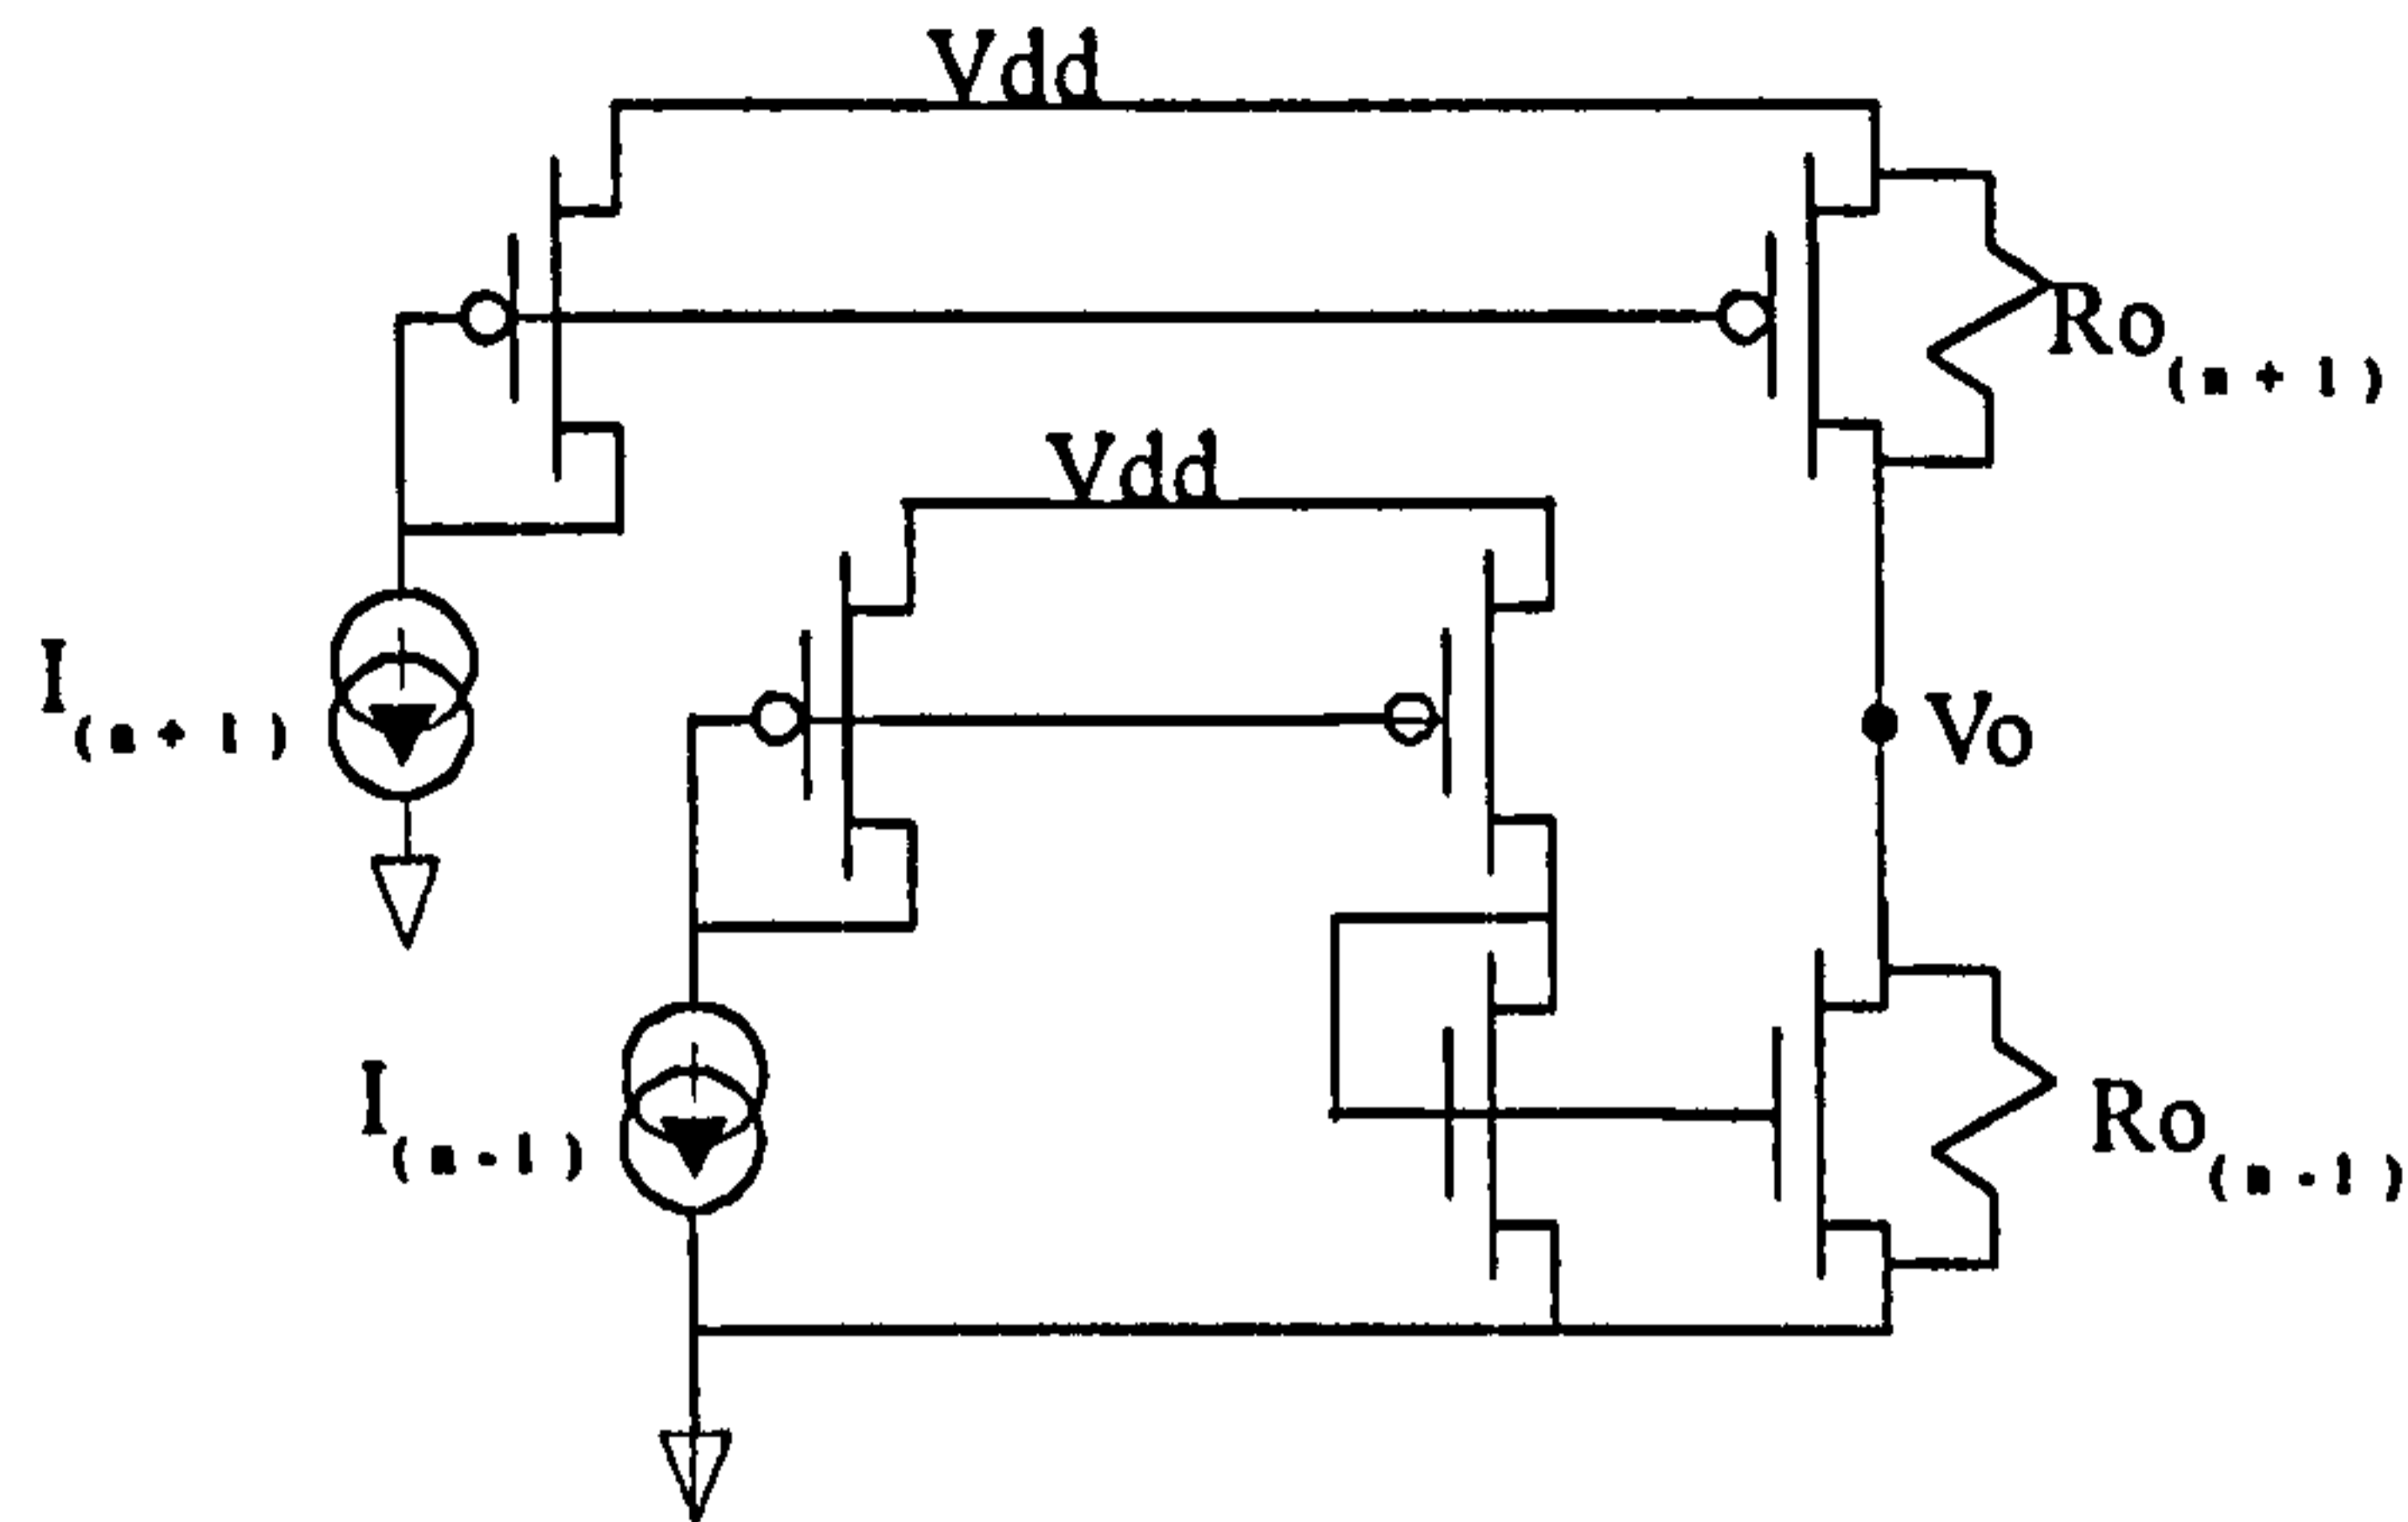 Vdd
Ro(n + 1)
Vdd
I(n + 1)
Vo
I(n - 1)
Ro(n - 1)